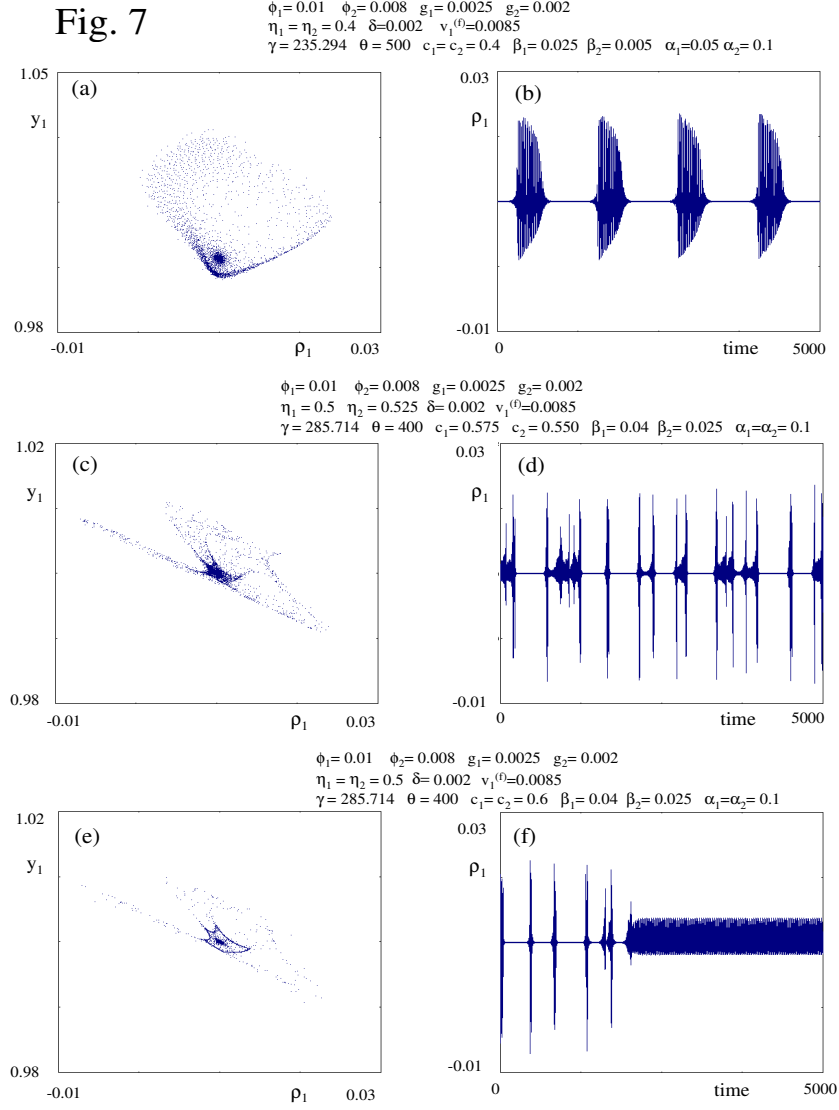 Fig. 7
ϕ₁= 0.01 ϕ₂= 0.008 g₁= 0.0025 g₂= 0.002
η₁ = η₂ = 0.4 δ=0.002 v₁⁽ᶠ⁾=0.0085
γ = 235.294 θ = 500 c₁= c₂= 0.4 β₁= 0.025 β₂= 0.005 α₁=0.05 α₂= 0.1
1.05
(a)
y₁
0.98
-0.01
ρ₁
0.03
0.03
(b)
ρ₁
-0.01
0
time
5000
ϕ₁= 0.01 ϕ₂= 0.008 g₁= 0.0025 g₂= 0.002
η₁ = 0.5 η₂ = 0.525 δ= 0.002 v₁⁽ᶠ⁾=0.0085
γ = 285.714 θ = 400 c₁= 0.575 c₂= 0.550 β₁= 0.04 β₂= 0.025 α₁=α₂= 0.1
1.02
(c)
y₁
0.98
-0.01
ρ₁
0.03
0.03
(d)
ρ₁
-0.01
0
time
5000
ϕ₁= 0.01 ϕ₂= 0.008 g₁= 0.0025 g₂= 0.002
η₁ = η₂ = 0.5 δ= 0.002 v₁⁽ᶠ⁾=0.0085
γ = 285.714 θ = 400 c₁= c₂ = 0.6 β₁= 0.04 β₂= 0.025 α₁=α₂= 0.1
1.02
(e)
y₁
0.98
-0.01
ρ₁
0.03
0.03
(f)
ρ₁
-0.01
0
time
5000